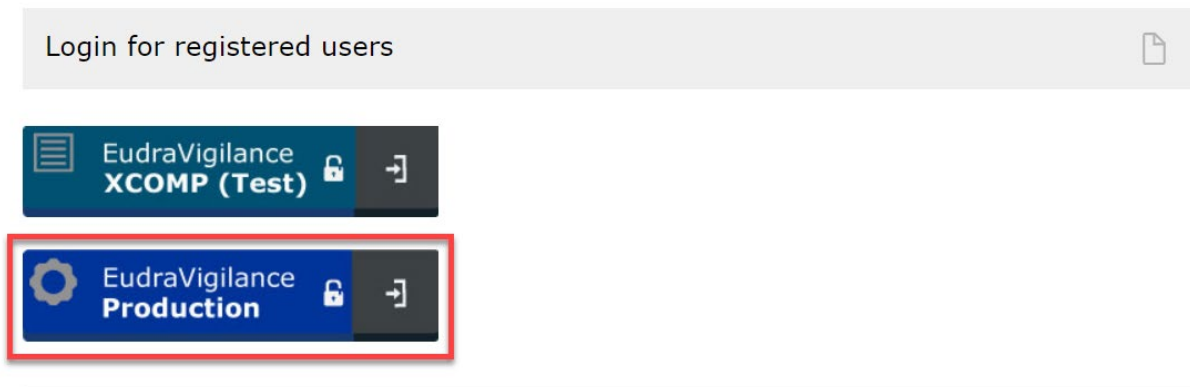 Login for registered users
EudraVigilance
XCOMP (Test)
EudraVigilance
Production